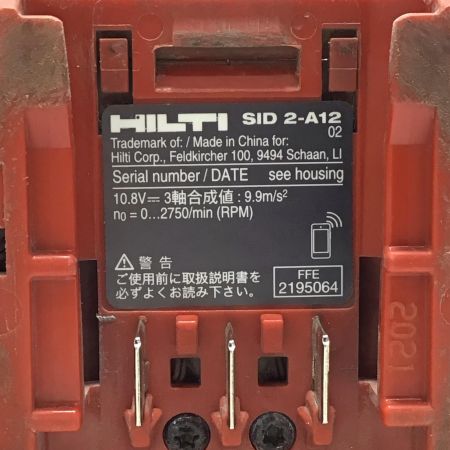 HILTI SID 2-A12
02
Trademark of: / Made in China for:
Hilti Corp., Feldkircher 100, 9494 Schaan, LI
Serial number / DATE see housing
10.8V⎓ 3軸合成値 : 9.9m/s²
n₀ = 0...2750/min (RPM)
⚠ 警告
ご使用前に取扱説明書を
必ずよくお読み下さい。
FFE
2195064
2021